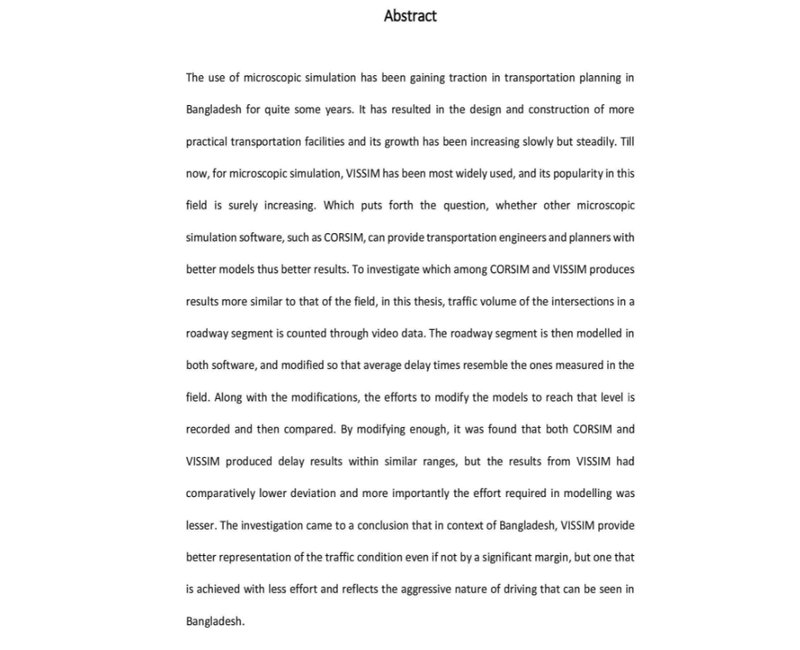 Abstract
The use of microscopic simulation has been gaining traction in transportation planning in
Bangladesh for quite some years. It has resulted in the design and construction of more
practical transportation facilities and its growth has been increasing slowly but steadily. Till
now, for microscopic simulation, VISSIM has been most widely used, and its popularity in this
field is surely increasing. Which puts forth the question, whether other microscopic
simulation software, such as CORSIM, can provide transportation engineers and planners with
better models thus better results. To investigate which among CORSIM and VISSIM produces
results more similar to that of the field, in this thesis, traffic volume of the intersections in a
roadway segment is counted through video data. The roadway segment is then modelled in
both software, and modified so that average delay times resemble the ones measured in the
field. Along with the modifications, the efforts to modify the models to reach that level is
recorded and then compared. By modifying enough, it was found that both CORSIM and
VISSIM produced delay results within similar ranges, but the results from VISSIM had
comparatively lower deviation and more importantly the effort required in modelling was
lesser. The investigation came to a conclusion that in context of Bangladesh, VISSIM provide
better representation of the traffic condition even if not by a significant margin, but one that
is achieved with less effort and reflects the aggressive nature of driving that can be seen in
Bangladesh.